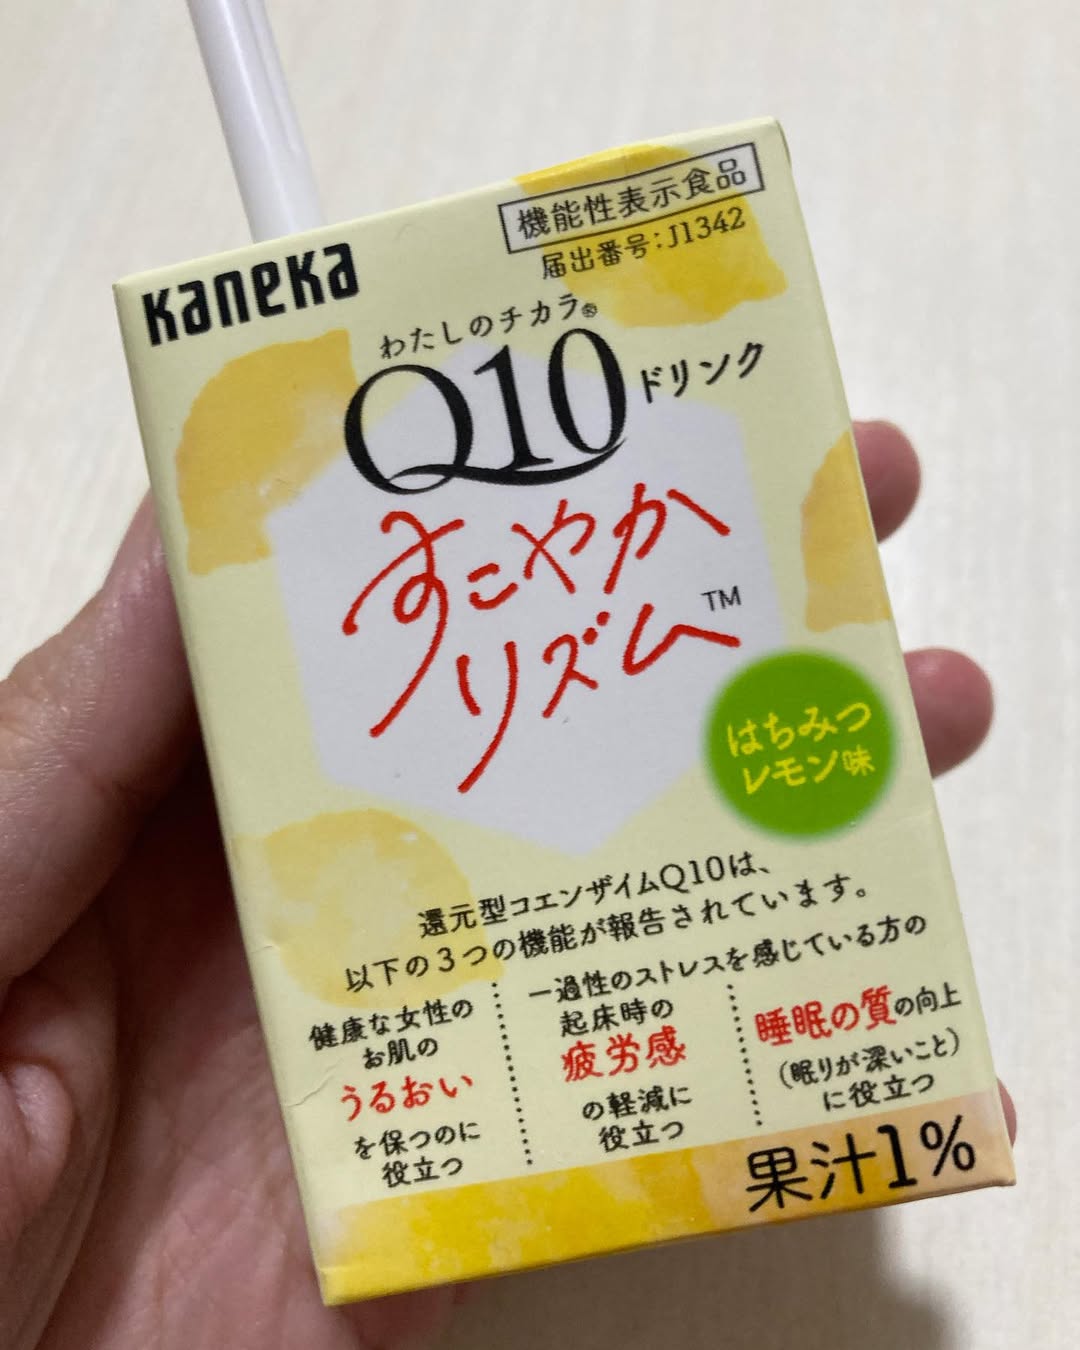 機能性表示食品
届出番号:J1342
Kaneka
わたしのチカラ®
Q10ドリンク
すこやか
リズム™
はちみつ
レモン味
還元型コエンザイムQ10は、
以下の3つの機能が報告されています。
健康な女性の
お肌の
うるおい
を保つのに
役立つ
一過性のストレスを感じている方の
起床時の
疲労感
の軽減に
役立つ
睡眠の質の向上
(眠りが深いこと)
に役立つ
果汁1%